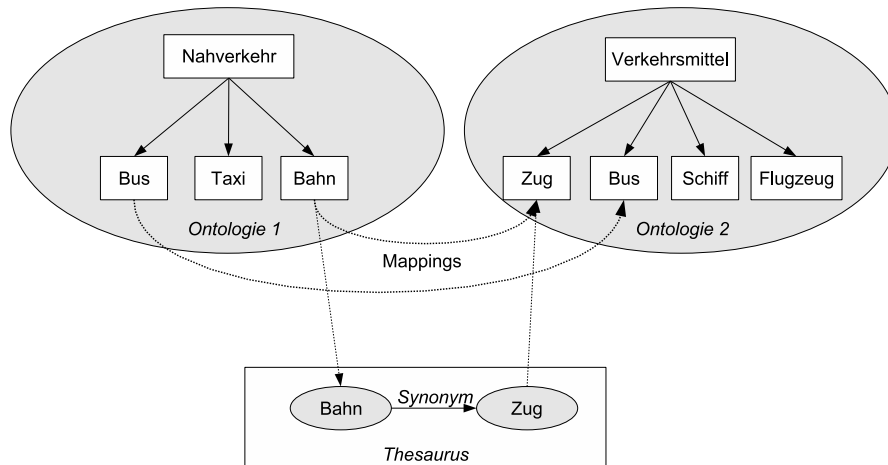 Nahverkehr
Bus
Taxi
Bahn
Ontologie 1
Verkehrsmittel
Zug
Bus
Schiff
Flugzeug
Ontologie 2
Mappings
Bahn
Synonym
Zug
Thesaurus